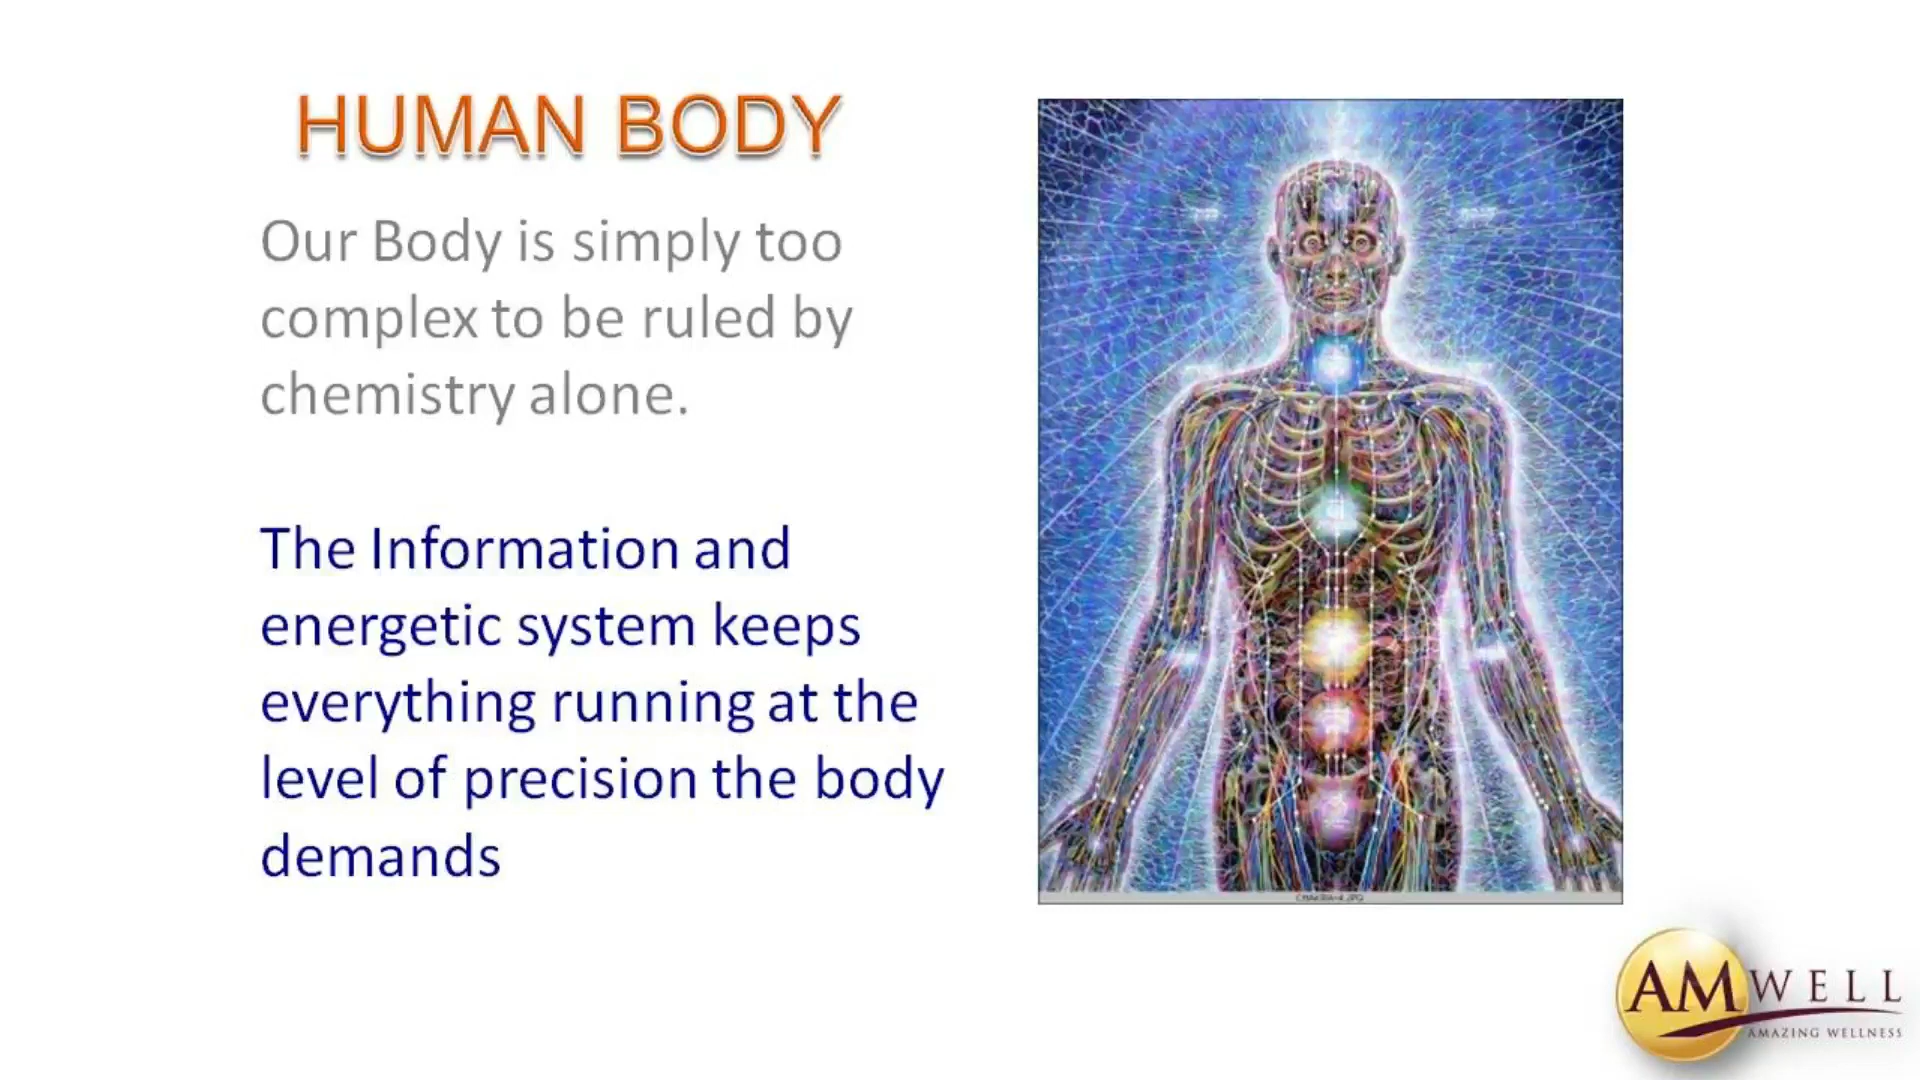 HUMAN BODY
Our Body is simply too
complex to be ruled by
chemistry alone.
The Information and
energetic system keeps
everything running at the
level of precision the body
demands
AMWELL
AMAZING WELLNESS